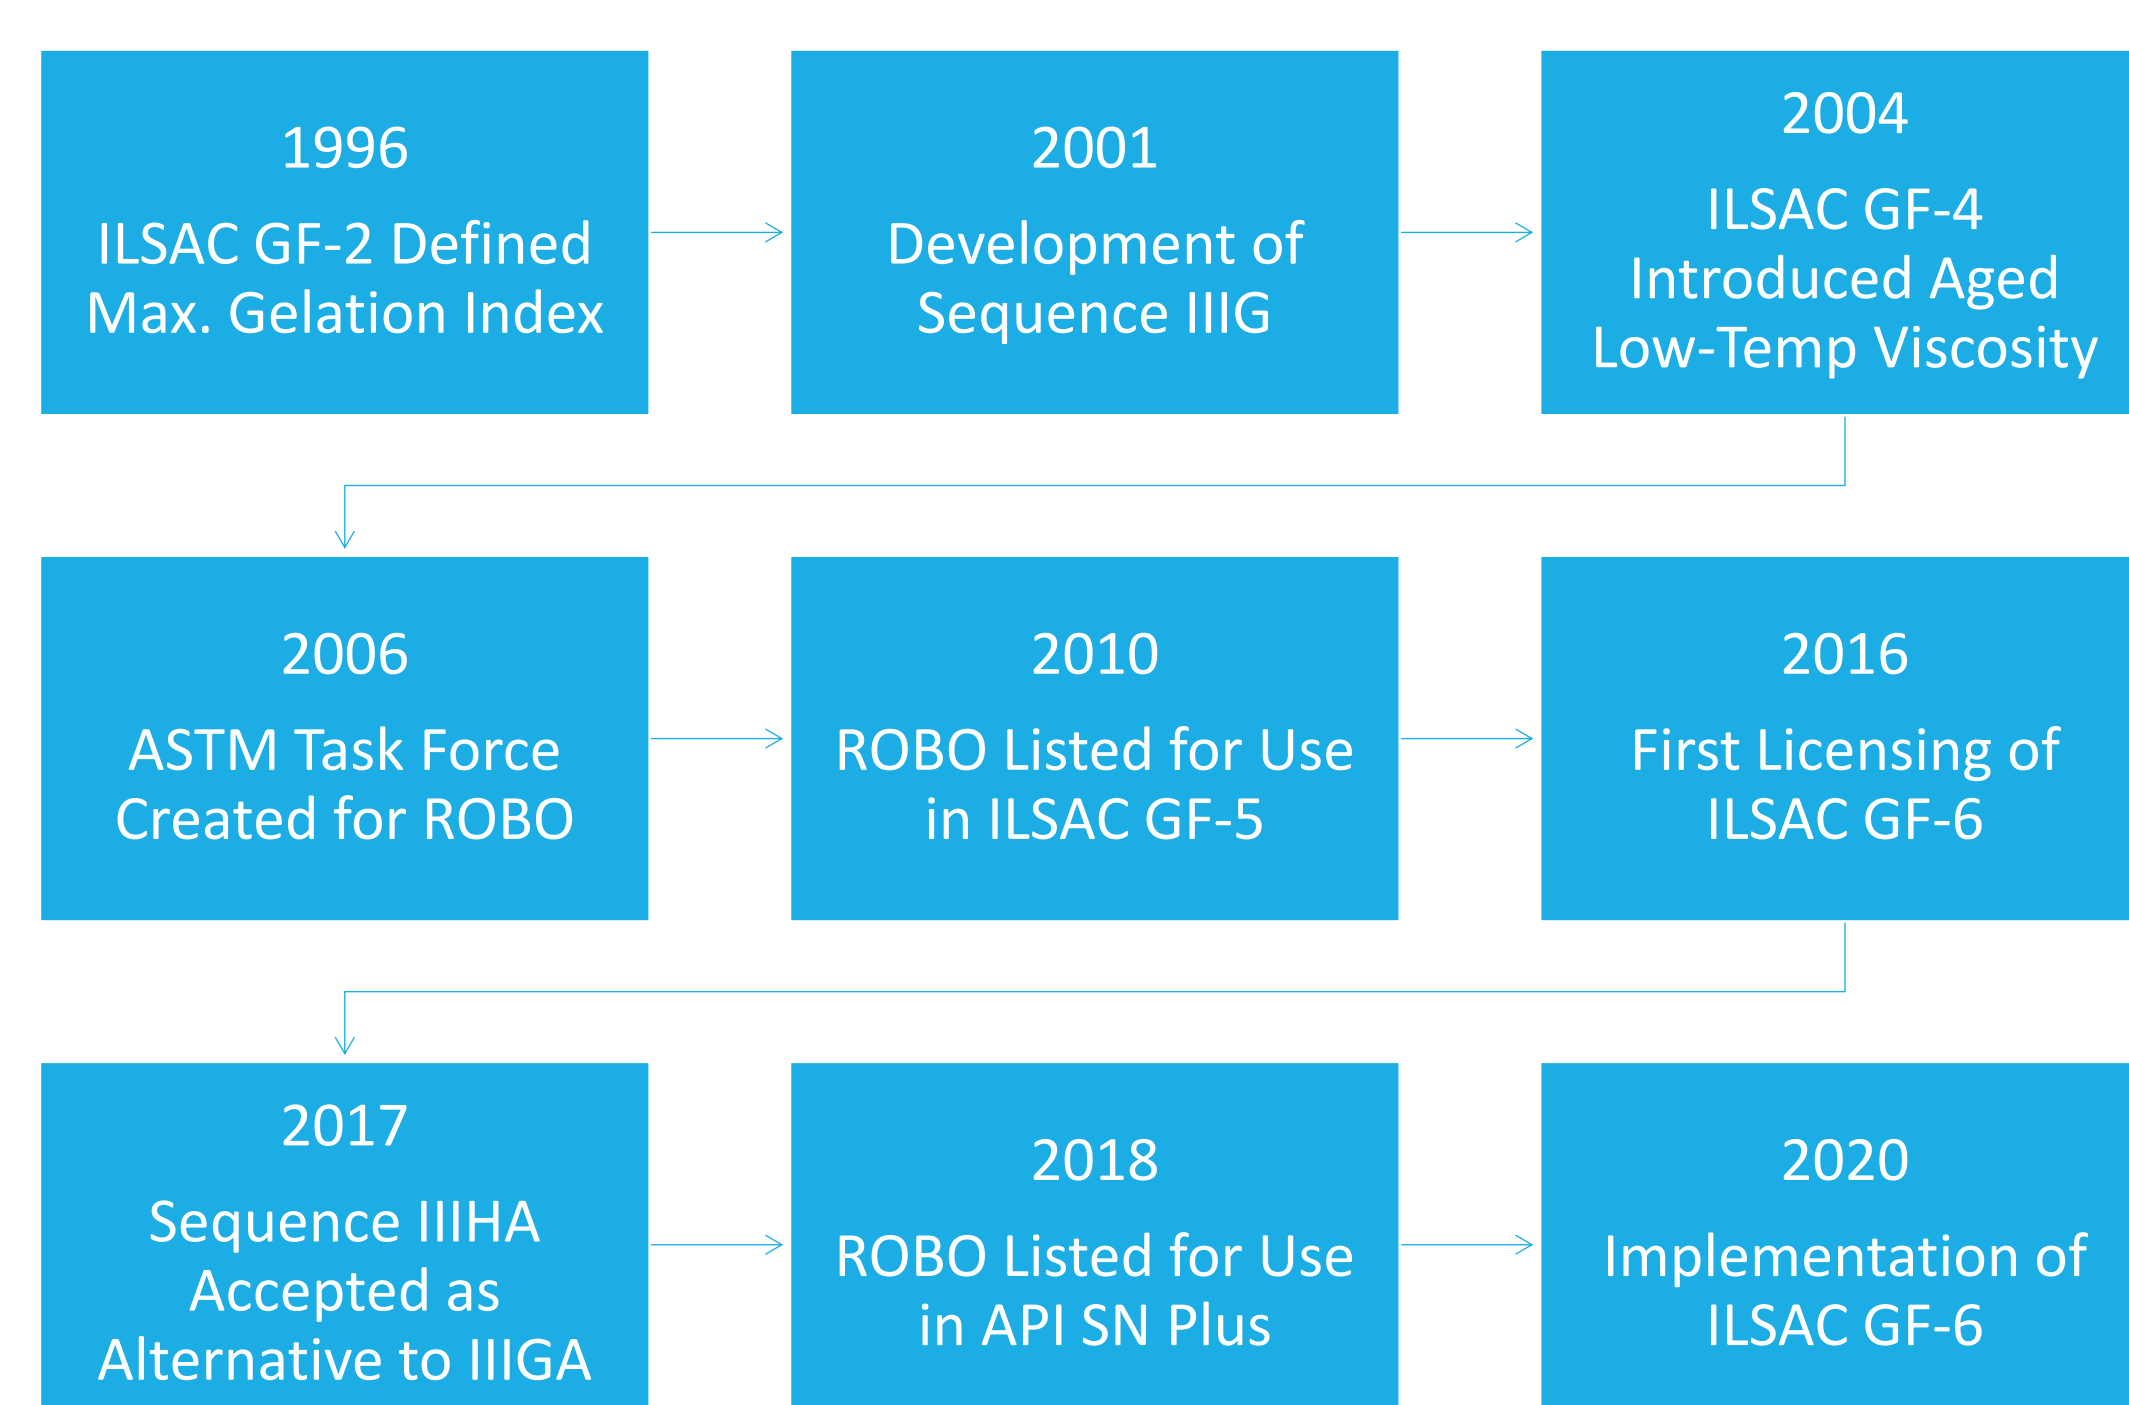 1996
ILSAC GF-2 Defined
Max. Gelation Index
2001
Development of
Sequence IIIG
2004
ILSAC GF-4
Introduced Aged
Low-Temp Viscosity
2006
ASTM Task Force
Created for ROBO
2010
ROBO Listed for Use
in ILSAC GF-5
2016
First Licensing of
ILSAC GF-6
2017
Sequence IIIHA
Accepted as
Alternative to IIIGA
2018
ROBO Listed for Use
in API SN Plus
2020
Implementation of
ILSAC GF-6